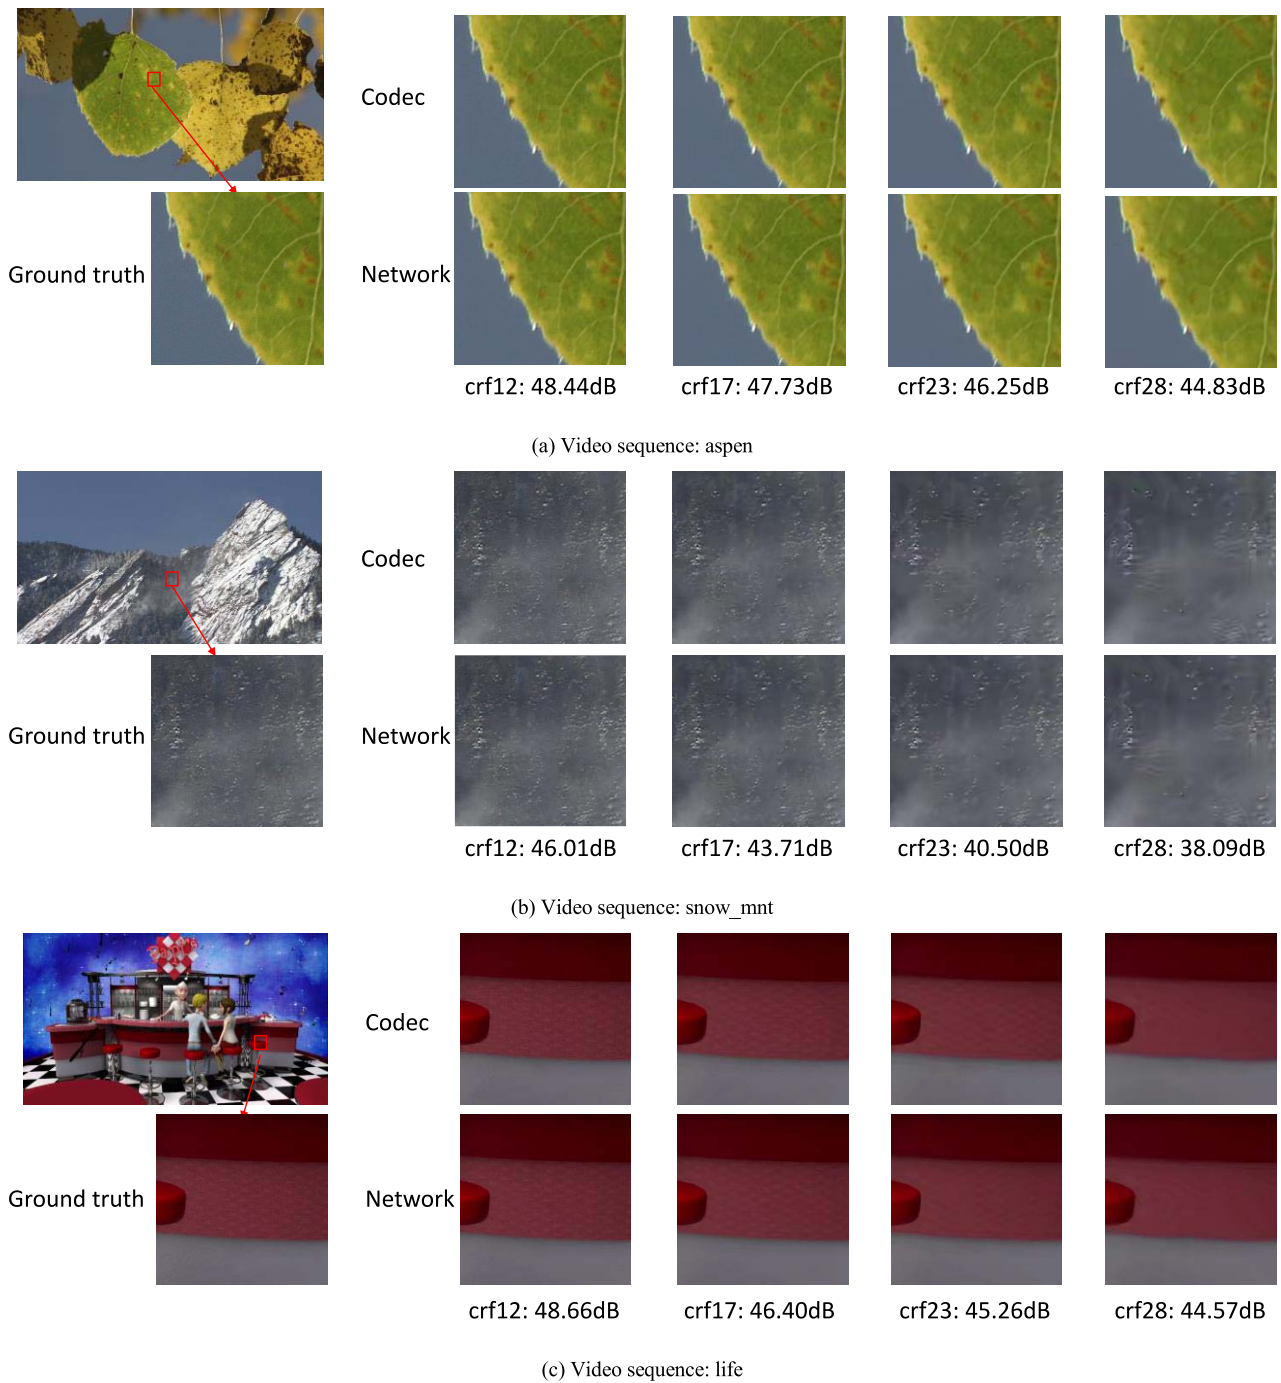 Codec
Ground truth
Network
crf12: 48.44dB
crf17: 47.73dB
crf23: 46.25dB
crf28: 44.83dB
(a) Video sequence: aspen
Codec
Ground truth
Network
crf12: 46.01dB
crf17: 43.71dB
crf23: 40.50dB
crf28: 38.09dB
(b) Video sequence: snow_mnt
Codec
Ground truth
Network
crf12: 48.66dB
crf17: 46.40dB
crf23: 45.26dB
crf28: 44.57dB
(c) Video sequence: life